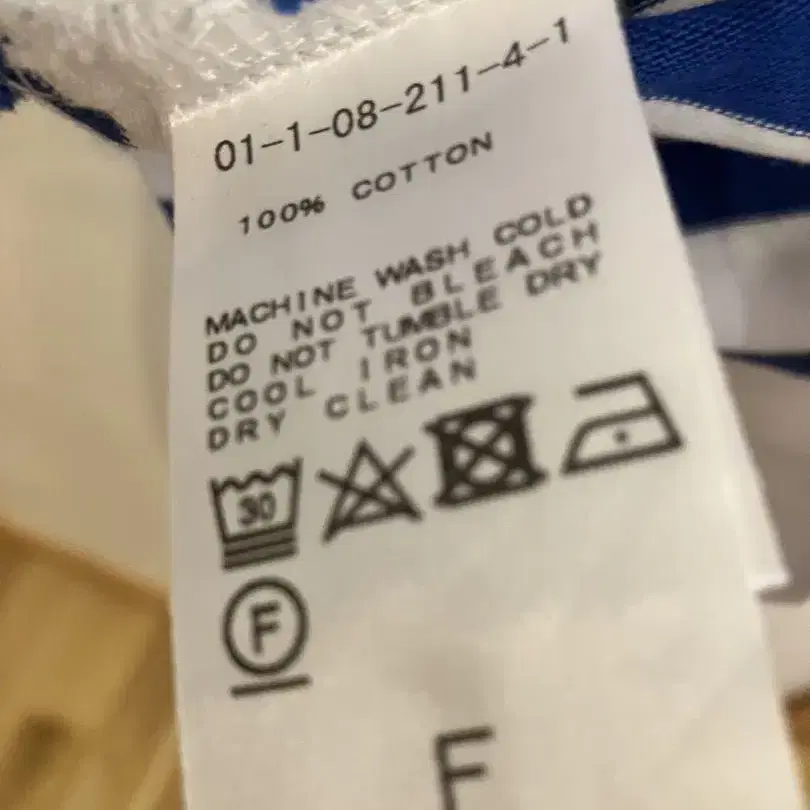 01-1-08-211-4-1
100% COTTON
MACHINE WASH COLD
DO NOT BLEACH
DO NOT TUMBLE DRY
COOL IRON
DRY CLEAN
30
F
F